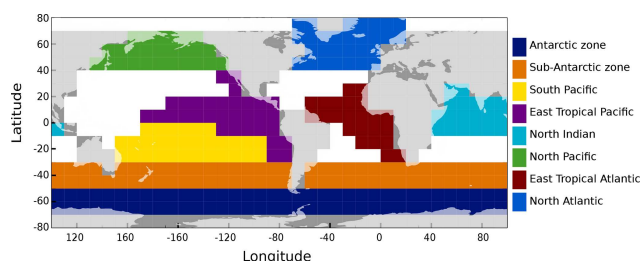 80
60
40
20
0
-20
-40
-60
-80
Latitude
120 160 -160 -120 -80 -40 0 40 80
Longitude
Antarctic zone
Sub-Antarctic zone
South Pacific
East Tropical Pacific
North Indian
North Pacific
East Tropical Atlantic
North Atlantic